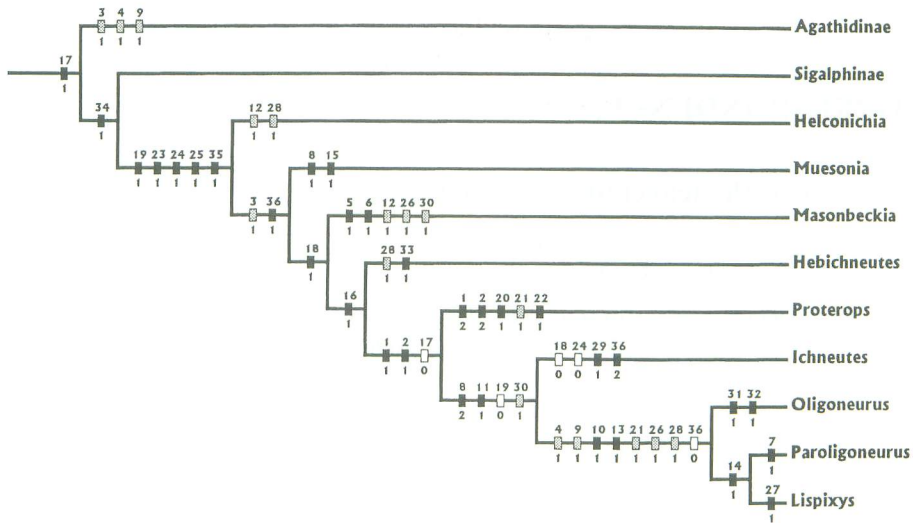 3 4 9
Agathidinae
1 1 1
17
Sigalphinae
1
34
12 28
Helconichia
1
1 1
19 23 24 25 35
8 15
Muesonia
1 1 1 1 1
1 1
3 36
5 6 12 26 30
Masonbeckia
1 1
1 1 1 1 1
18
28 33
Hebichneutes
1
1 1
16
1 2 20 21 22
Proterops
1
2 2 1 1 1
1 2 17
18 24 29 36
Ichneutes
1 1 0
0 0 1 2
8 11 19 30
31 32
Oligoneurus
2 1 0 1
1 1
4 9 10 13 21 26 28 36
7
Paroligoneurus
1 1 1 1 1 1 1 0
1
14
27
Lispixys
1
1